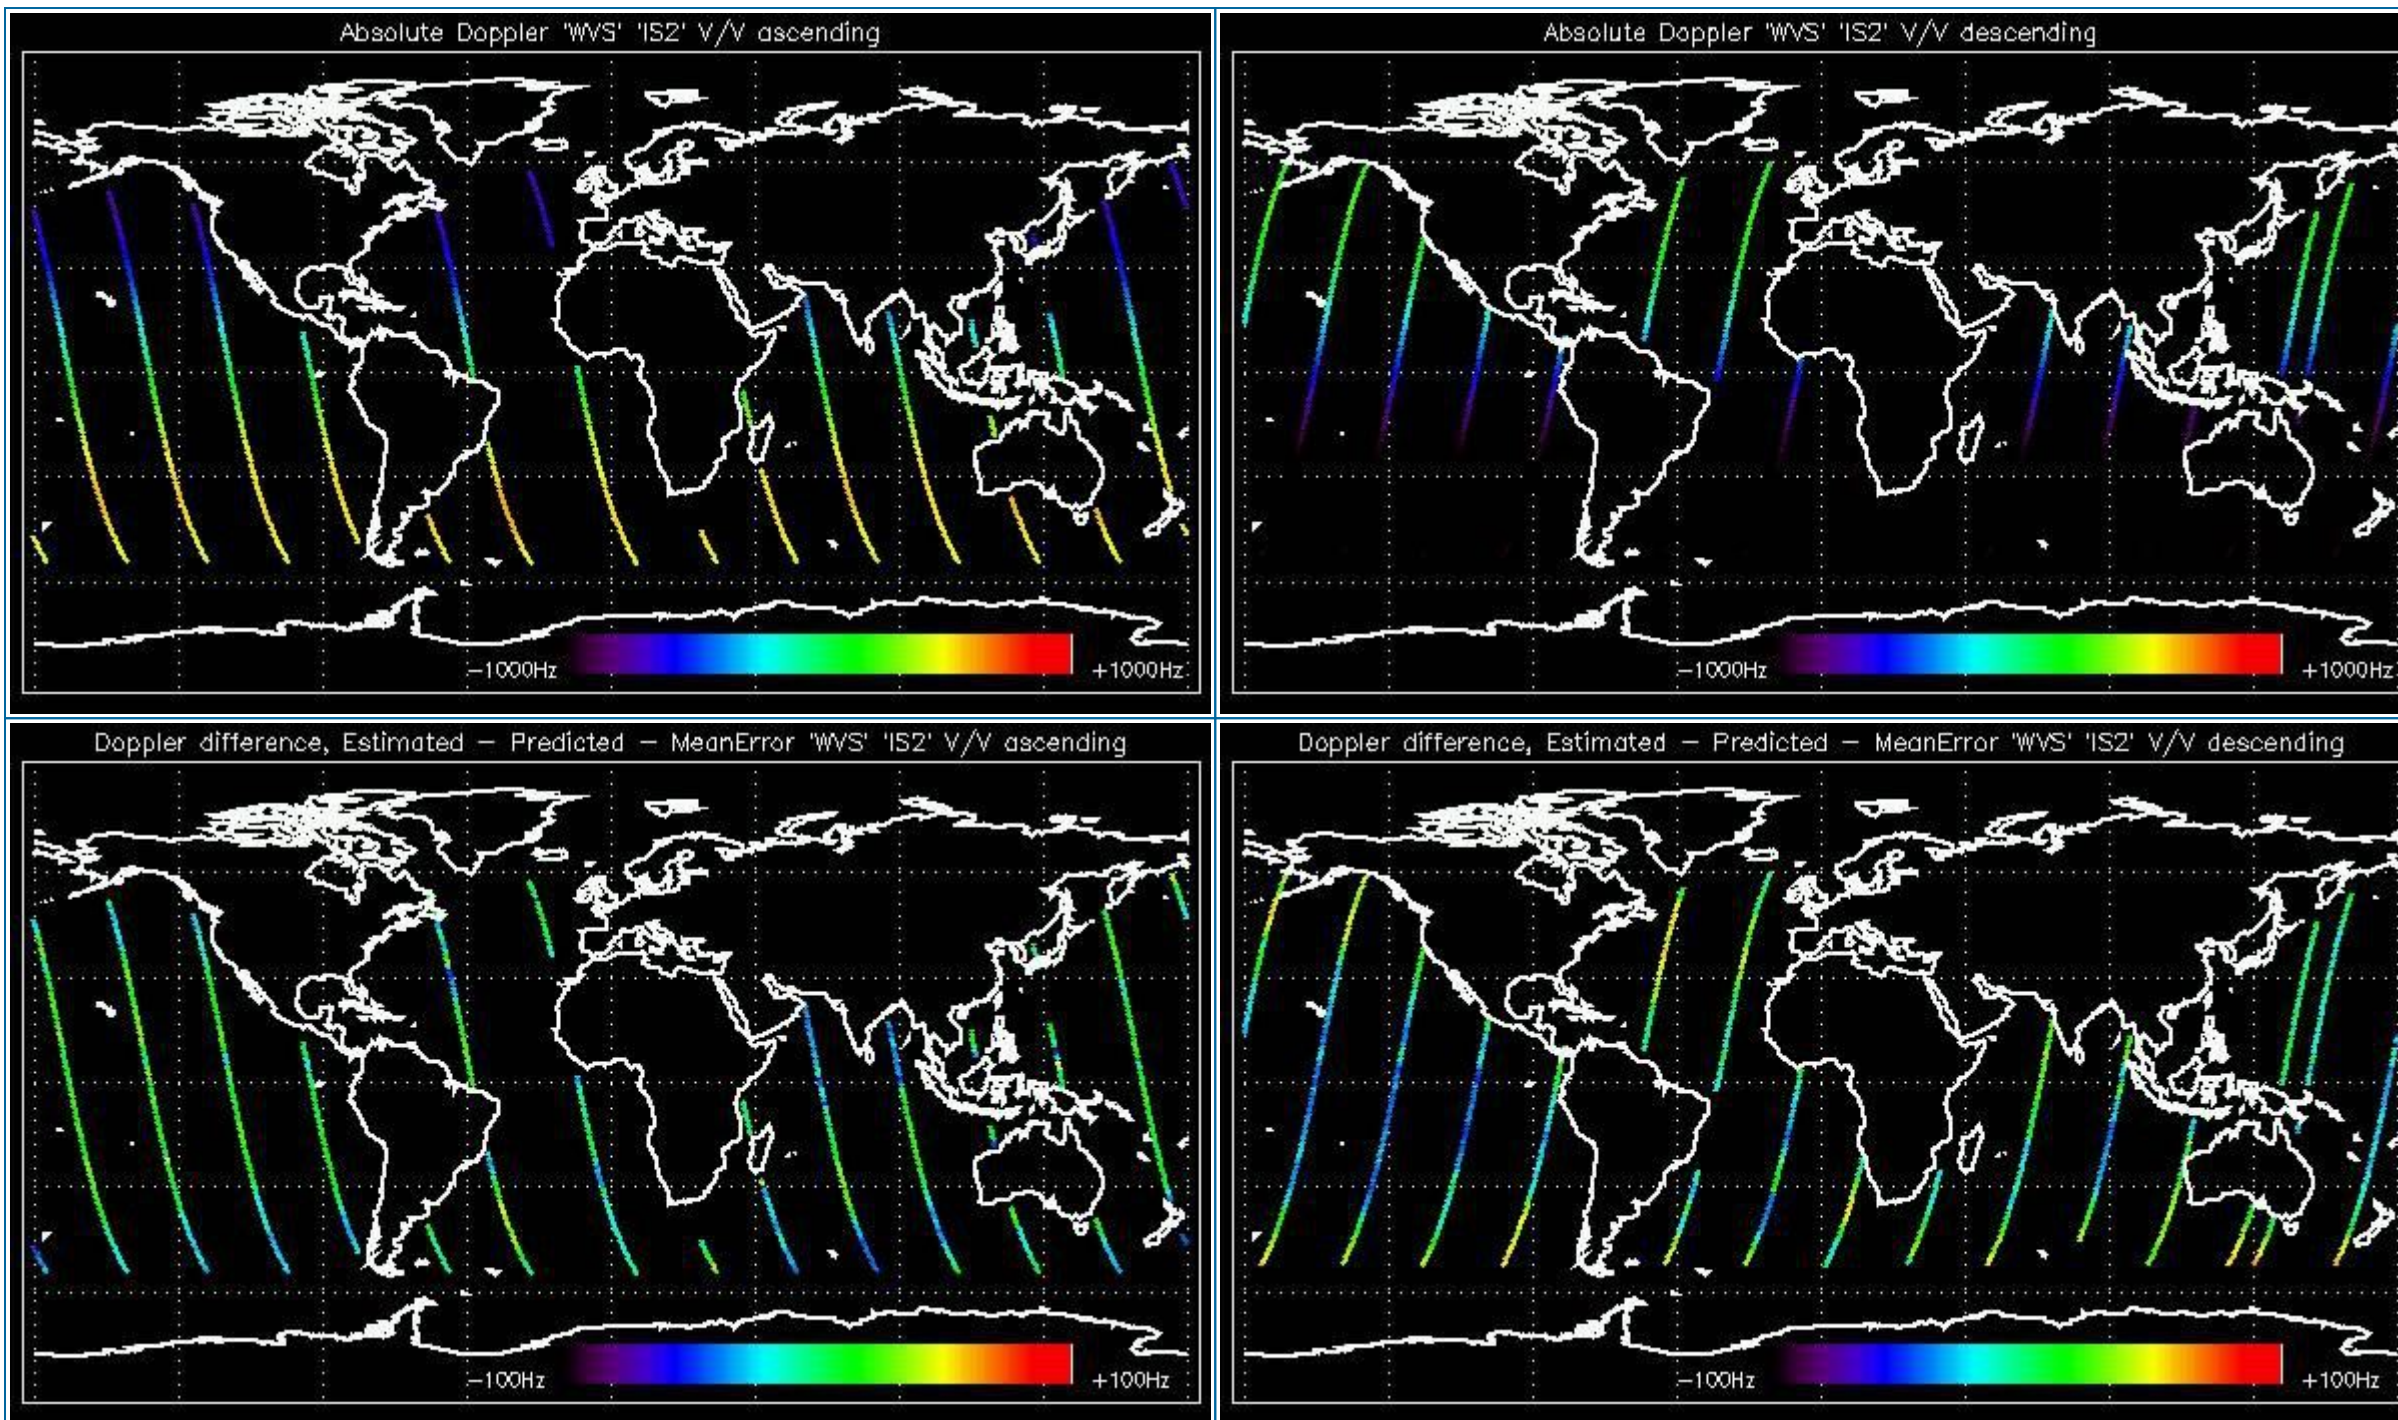 Absolute Doppler 'WVS' 'IS2' V/V ascending
−1000Hz
+1000Hz
Absolute Doppler 'WVS' 'IS2' V/V descending
−1000Hz
+1000Hz
Doppler difference, Estimated − Predicted − MeanError 'WVS' 'IS2' V/V ascending
−100Hz
+100Hz
Doppler difference, Estimated − Predicted − MeanError 'WVS' 'IS2' V/V descending
−100Hz
+100Hz